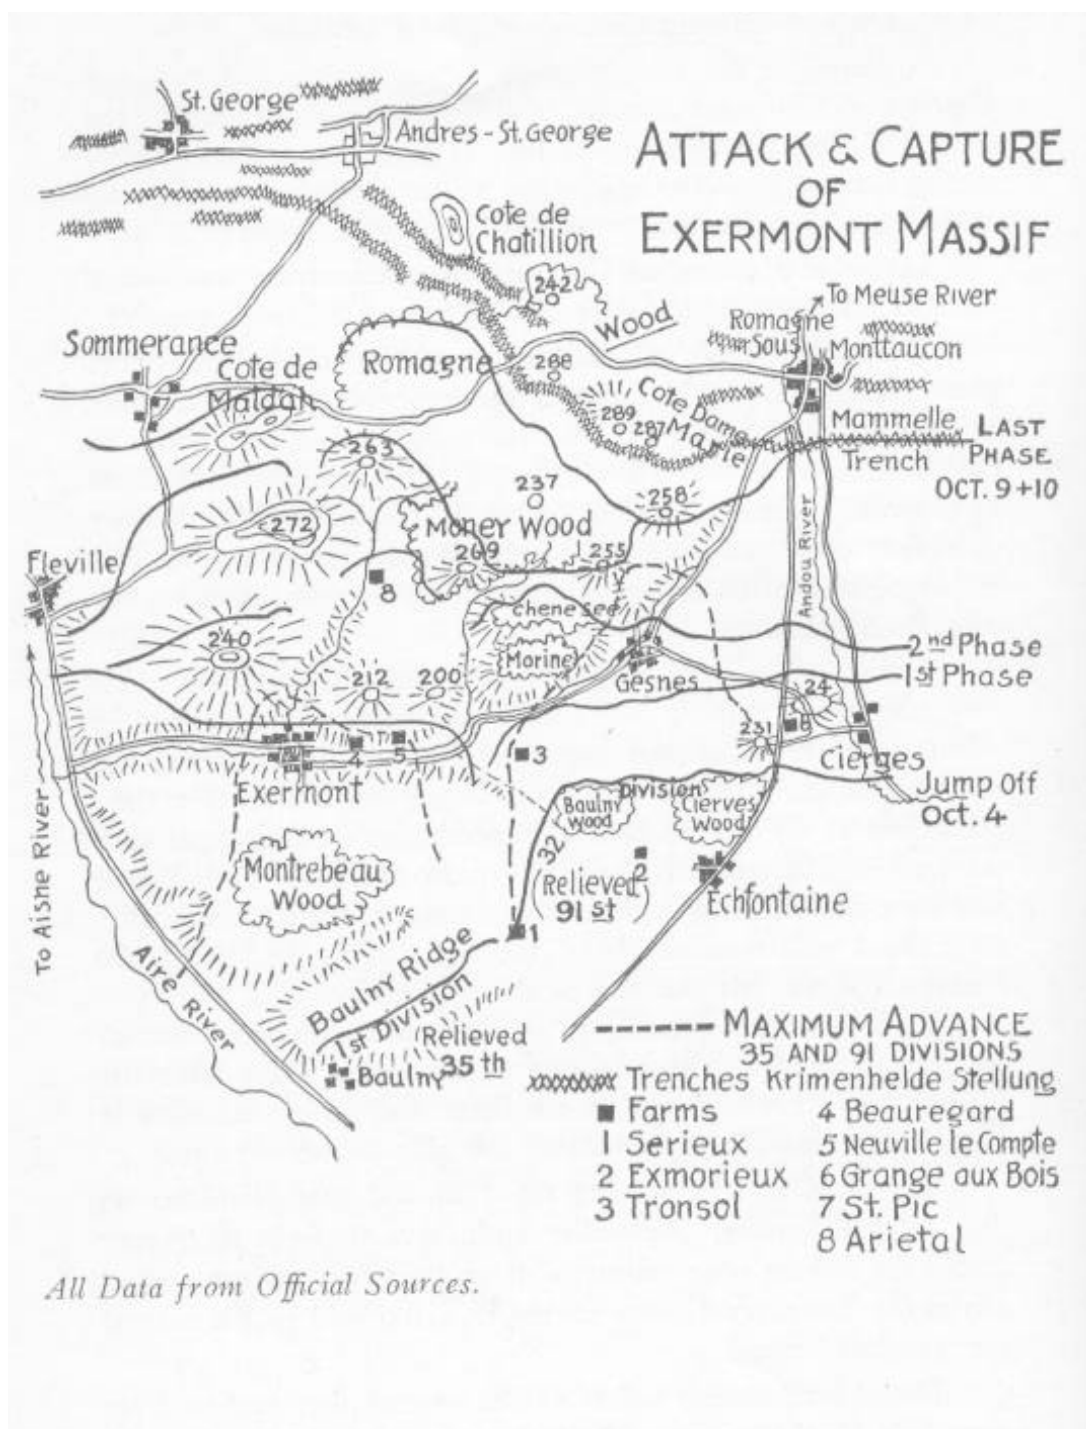 ATTACK & CAPTURE
OF
EXERMONT MASSIF
St. George
Andres-St. George
Cote de
Chatillion
242
To Meuse River
Wood
Romagne
Sous
Monttaucon
Sommerance
Cote de
Maldah
Romagne
288
Cote Dame
Marie
289
287
Mammelle
Trench
LAST
PHASE
OCT. 9+10
263
237
258
272
Moner Wood
269
255
Andou River
Fleville
8
Chene See
240
Morine
2nd Phase
1st Phase
212
200
Gesnes
24
231
6
4
5
3
Cierges
Exermont
Division
Jump Off
Oct. 4
Baulny
Wood
Cierves
Wood
32
2
Montrebeau
Wood
(Relieved)
91 st
Echfontaine
1
To Aisne River
Aire River
Baulny Ridge
1st Division
(Relieved
35 th
Baulny
MAXIMUM ADVANCE
35 AND 91 DIVISIONS
Trenches Krimenhelde Stellung
Farms
1 Serieux
2 Exmorieux
3 Tronsol
4 Beauregard
5 Neuville le Compte
6 Grange aux Bois
7 St. Pic
8 Arietal
All Data from Official Sources.